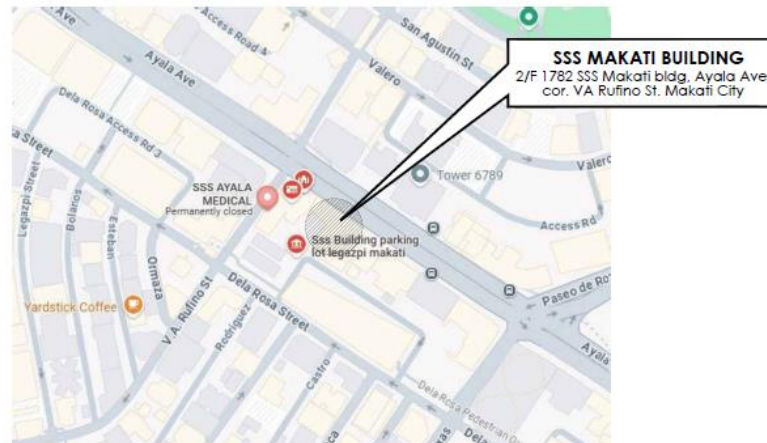 SSS MAKATI BUILDING
2/F 1782 SSS Makati bldg, Ayala Ave
cor. VA Rufino St. Makati City
Ayala Ave
Access Road 4
San Agustin St
Valero
Dela Rosa Access Rd 3
Tower 6789
Valero
SSS AYALA
MEDICAL
Permanently closed
Access Rd
Sss Building parking
lot legazpi makati
Legazpi Street
Bolanos
Esteban
Ormaza
Yardstick Coffee
V.A. Rufino St
Rodriguez
Dela Rosa Street
Castro
Paseo de Ro
Ayala
Dela Rosa Pedestrian